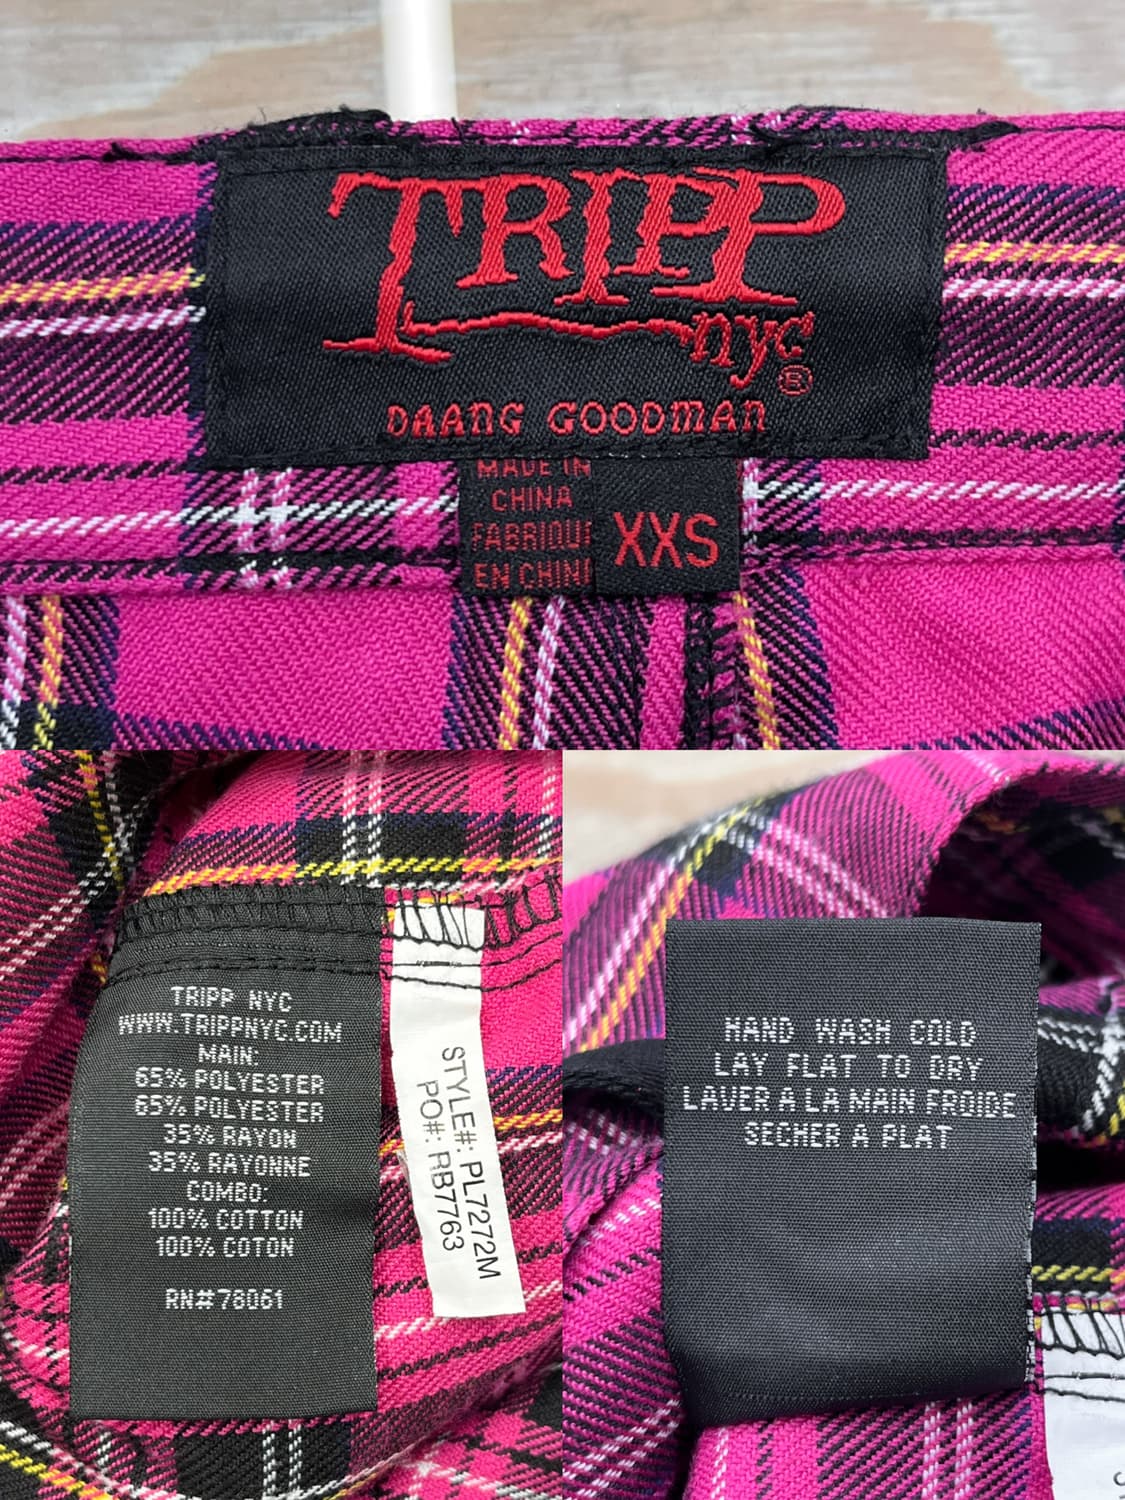 TRIPP
nyc
®
DAANG GOODMAN
MADE IN
CHINA
FABRIQUE
EN CHINE
XXS
TRIPP NYC
WWW.TRIPPNYC.COM
MAIN:
65% POLYESTER
65% POLYESTER
35% RAYON
35% RAYONNE
COMBO:
100% COTTON
100% COTON
RN# 78061
STYLE#: PL7272M
PO#: RB7763
HAND WASH COLD
LAY FLAT TO DRY
LAVER A LA MAIN FROIDE
SECHER A PLAT